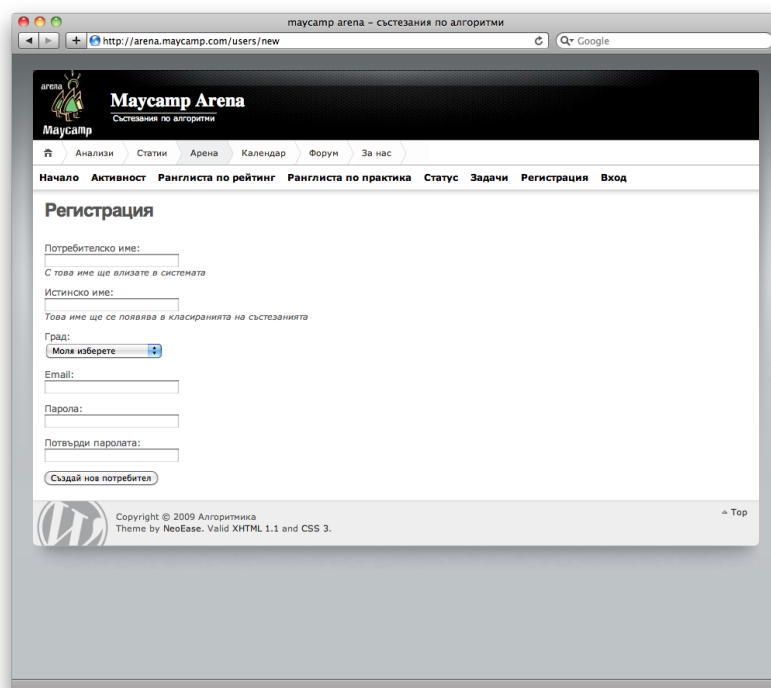 maycamp arena – състезания по алгоритми
http://arena.maycamp.com/users/new
Google
arena
Maycamp
Maycamp Arena
Състезания по алгоритми
Анализи Статии Арена Календар Форум За нас
Начало Активност Ранглиста по рейтинг Ранглиста по практика Статус Задачи Регистрация Вход
Регистрация
Потребителско име:
С това име ще влизате в системата
Истинско име:
Това име ще се появява в класиранията на състезанията
Град:
Моля изберете
Email:
Парола:
Потвърди паролата:
Създай нов потребител
Copyright © 2009 Алгоритмика
Theme by NeoEase. Valid XHTML 1.1 and CSS 3.
Top